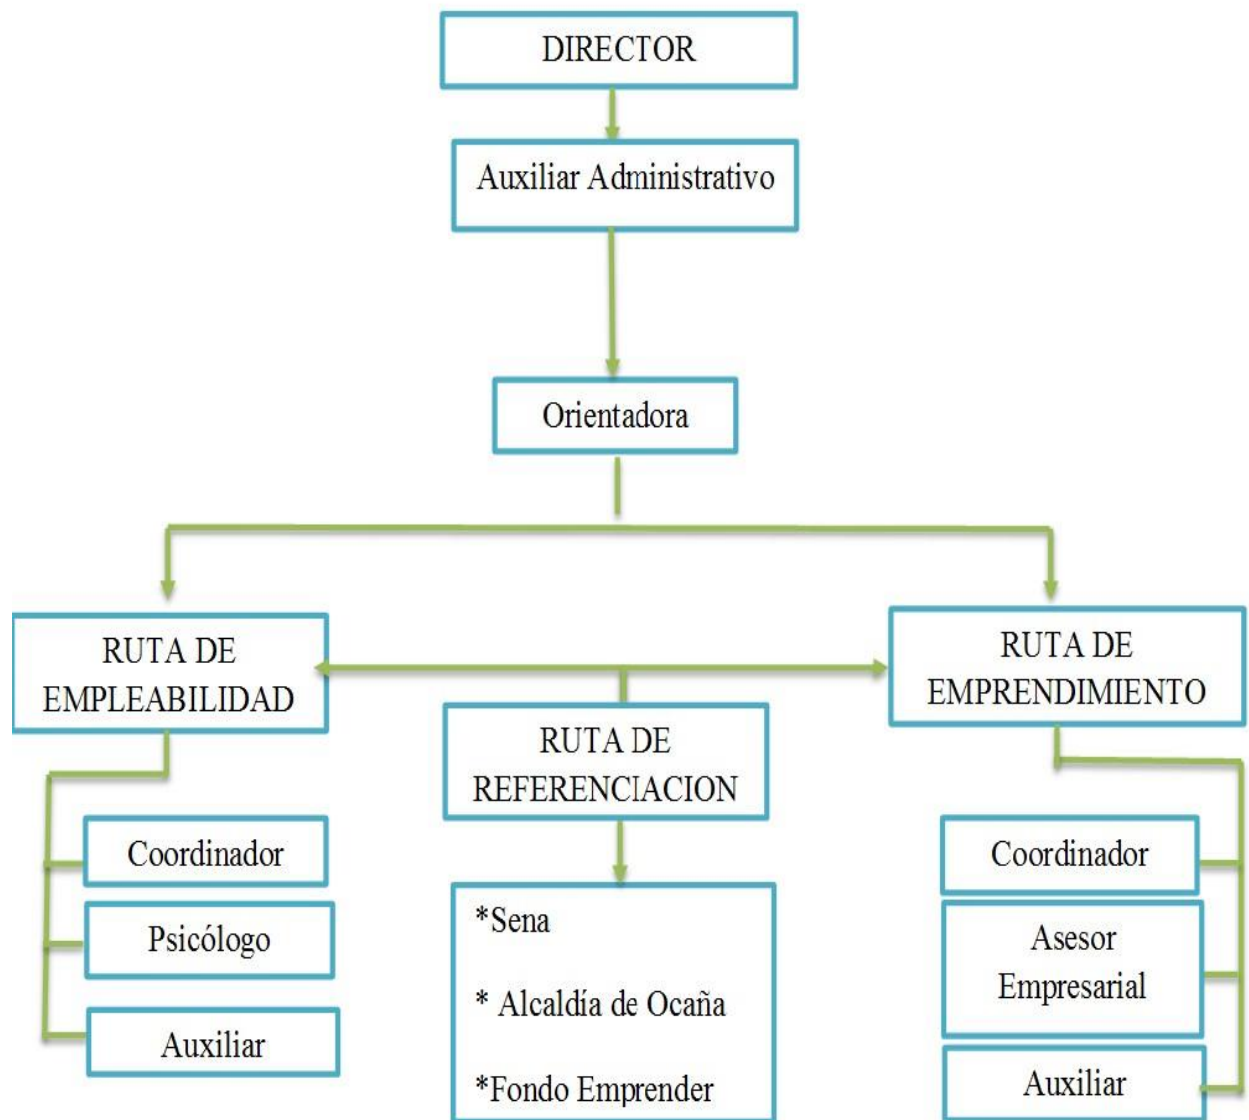 DIRECTOR
Auxiliar Administrativo
Orientadora
RUTA DE
EMPLEABILIDAD
RUTA DE
EMPRENDIMIENTO
RUTA DE
REFERENCIACION
Coordinador
Psicólogo
Auxiliar
*Sena
* Alcaldía de Ocaña
*Fondo Emprender
Coordinador
Asesor
Empresarial
Auxiliar